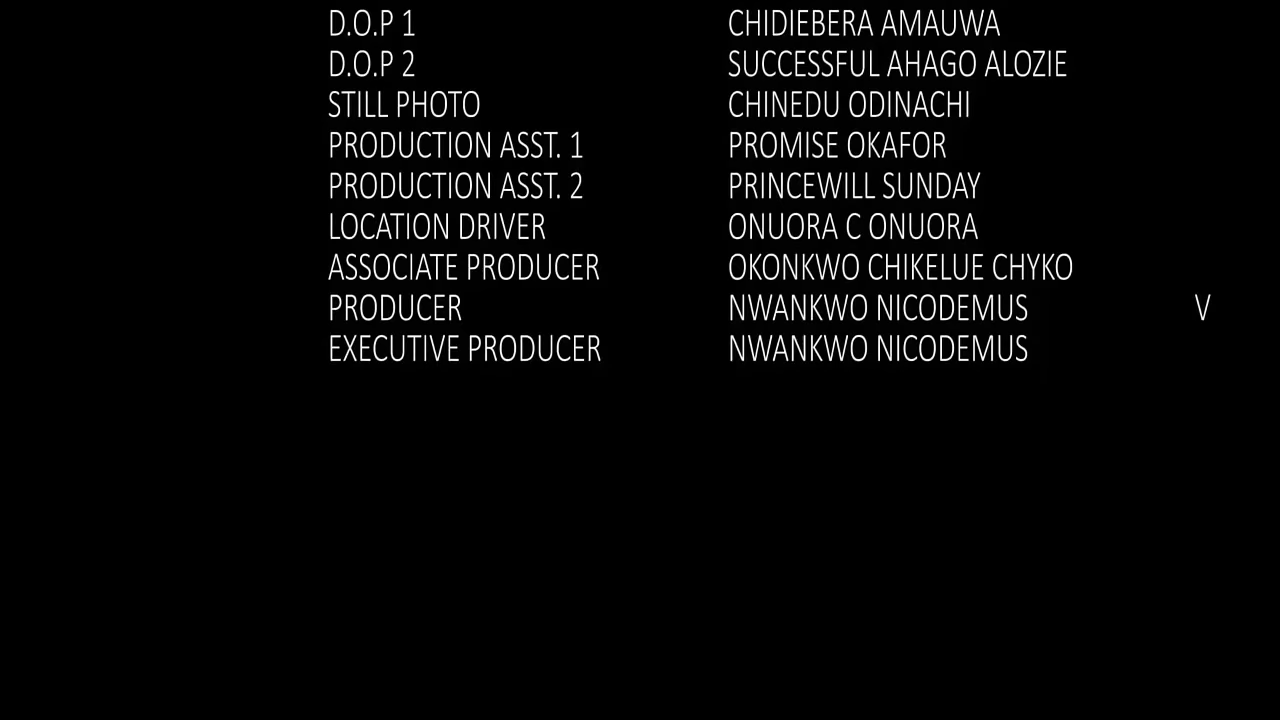 D.O.P 1 CHIDIEBERA AMAUWA
D.O.P 2 SUCCESSFUL AHAGO ALOZIE
STILL PHOTO CHINEDU ODINACHI
PRODUCTION ASST. 1 PROMISE OKAFOR
PRODUCTION ASST. 2 PRINCEWILL SUNDAY
LOCATION DRIVER ONUORA C ONUORA
ASSOCIATE PRODUCER OKONKWO CHIKELUE CHYKO
PRODUCER NWANKWO NICODEMUS V
EXECUTIVE PRODUCER NWANKWO NICODEMUS